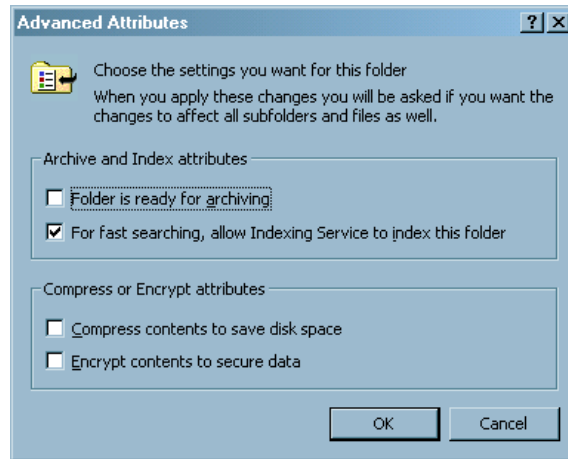 Advanced Attributes
Choose the settings you want for this folder
When you apply these changes you will be asked if you want the
changes to affect all subfolders and files as well.
Archive and Index attributes
Folder is ready for archiving
For fast searching, allow Indexing Service to index this folder
Compress or Encrypt attributes
Compress contents to save disk space
Encrypt contents to secure data
OK Cancel